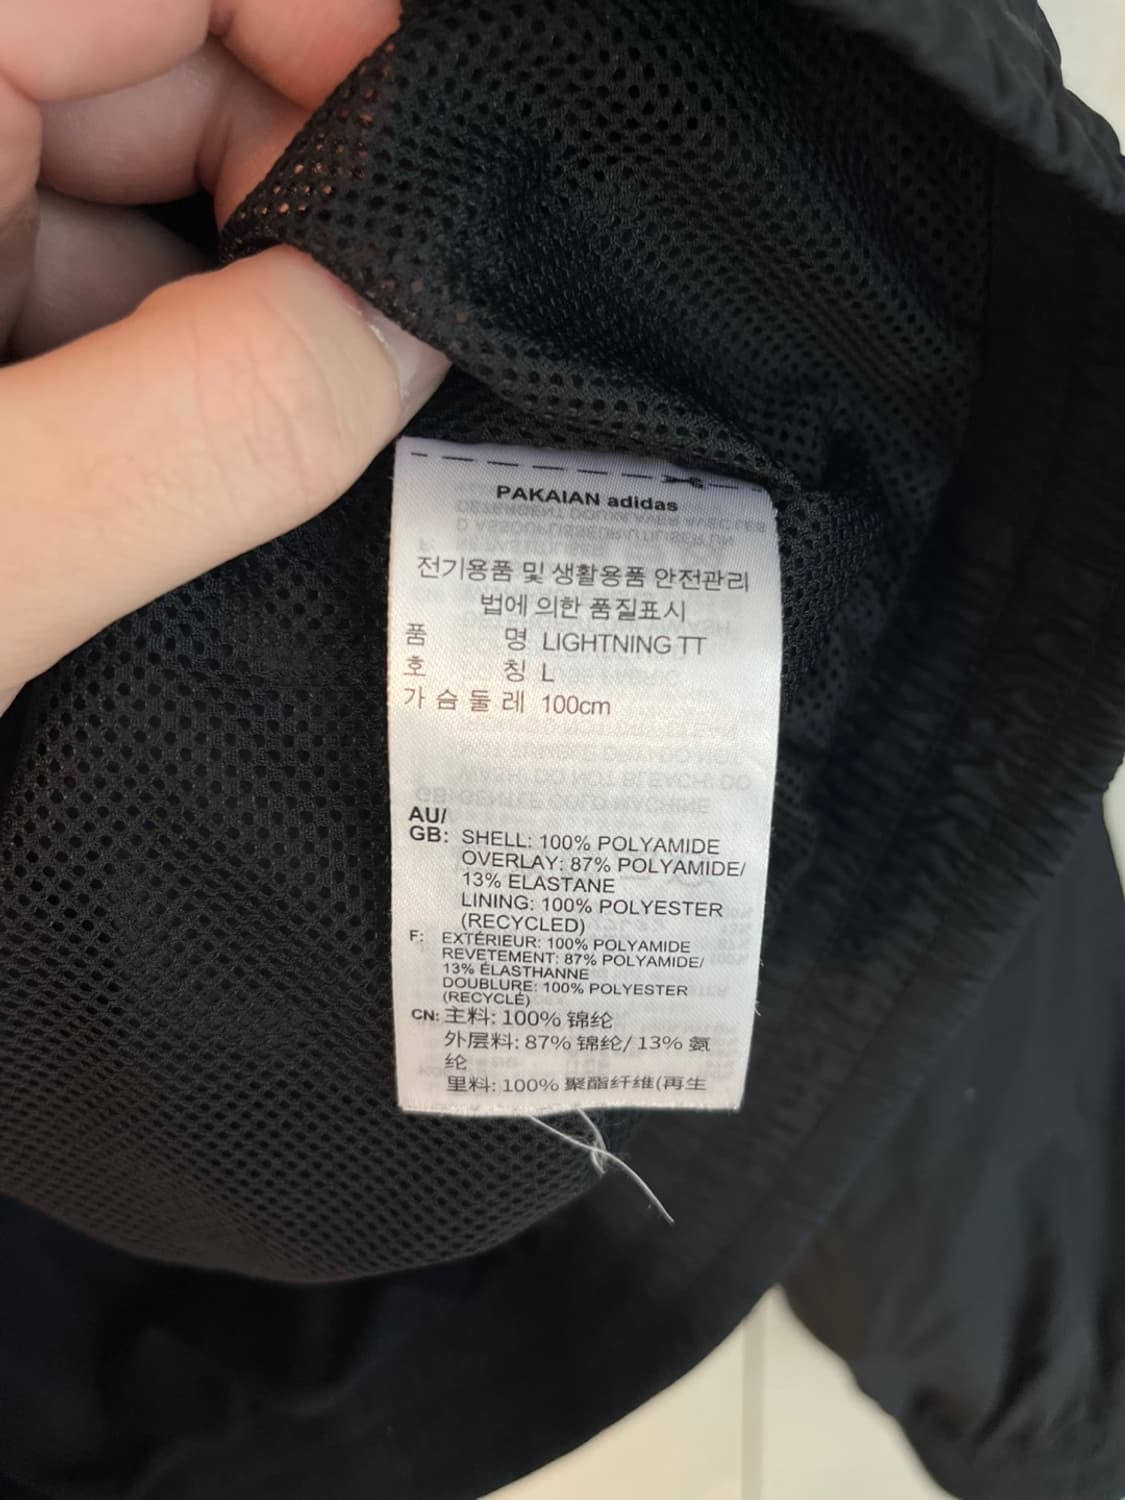 PAKAIAN adidas
전기용품 및 생활용품 안전관리
법에 의한 품질표시
품 명 LIGHTNING TT
호 칭 L
가 슴 둘 레 100cm
AU/
GB: SHELL: 100% POLYAMIDE
OVERLAY: 87% POLYAMIDE/
13% ELASTANE
LINING: 100% POLYESTER
(RECYCLED)
F: EXTÉRIEUR: 100% POLYAMIDE
REVETEMENT: 87% POLYAMIDE/
13% ÉLASTHANNE
DOUBLURE: 100% POLYESTER
(RECYCLÉ)
CN: 主料: 100% 锦纶
外层料: 87% 锦纶/ 13% 氨
纶
里料: 100% 聚酯纤维(再生